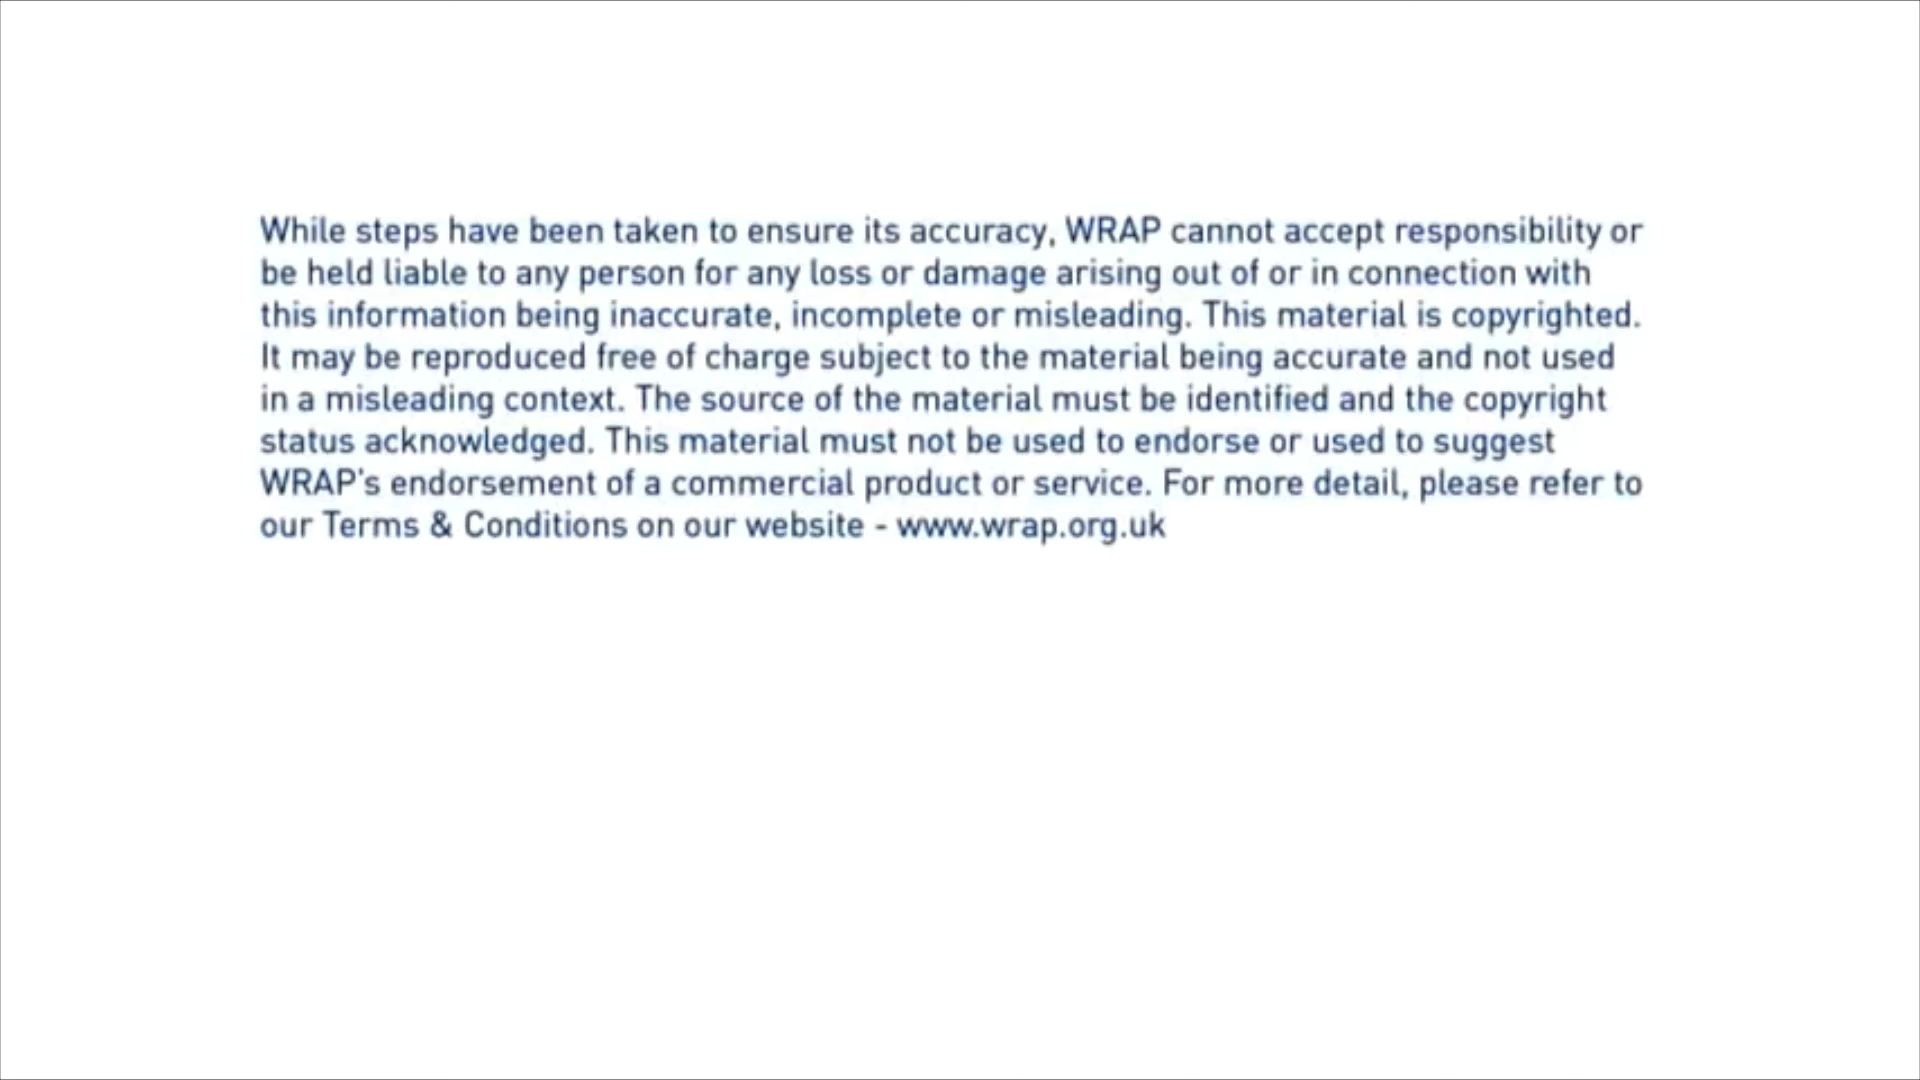 While steps have been taken to ensure its accuracy, WRAP cannot accept responsibility or
be held liable to any person for any loss or damage arising out of or in connection with
this information being inaccurate, incomplete or misleading. This material is copyrighted.
It may be reproduced free of charge subject to the material being accurate and not used
in a misleading context. The source of the material must be identified and the copyright
status acknowledged. This material must not be used to endorse or used to suggest
WRAP's endorsement of a commercial product or service. For more detail, please refer to
our Terms & Conditions on our website - www.wrap.org.uk